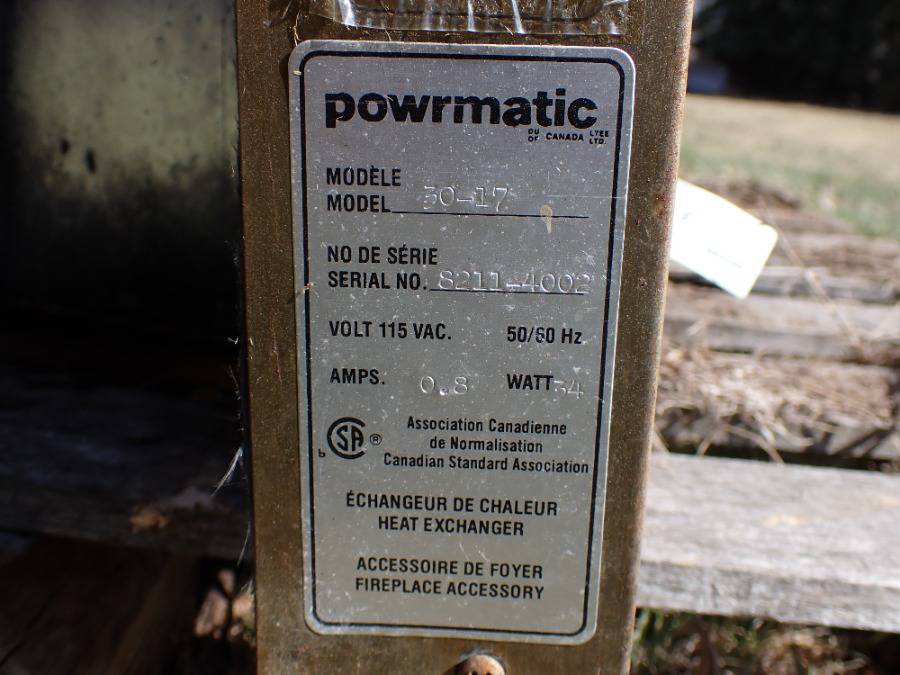 powrmatic
DU CANADA LTEE
OF LTD.
MODÈLE
MODEL 30-17
NO DE SÉRIE
SERIAL NO. 8211-4002
VOLT 115 VAC. 50/60 Hz
AMPS. 0.8 WATT 34
b CSA ® Association Canadienne
de Normalisation
Canadian Standard Association
ÉCHANGEUR DE CHALEUR
HEAT EXCHANGER
ACCESSOIRE DE FOYER
FIREPLACE ACCESSORY